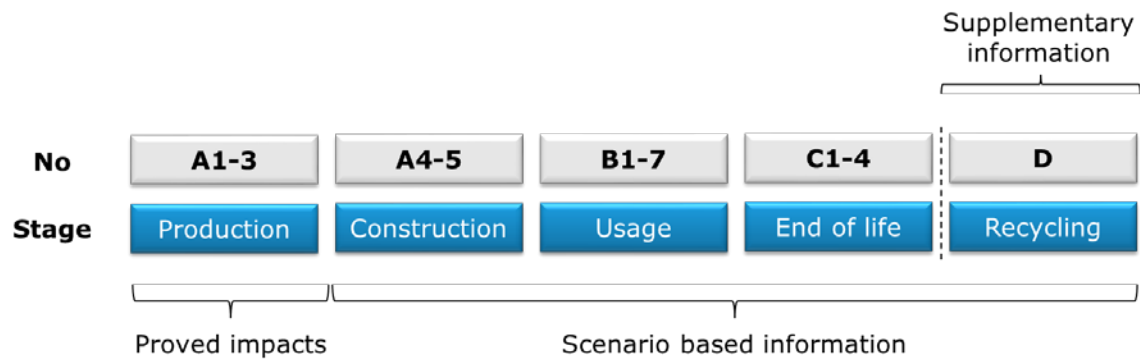 Supplementary
information
No A1-3 A4-5 B1-7 C1-4 D
Stage Production Construction Usage End of life Recycling
Proved impacts Scenario based information